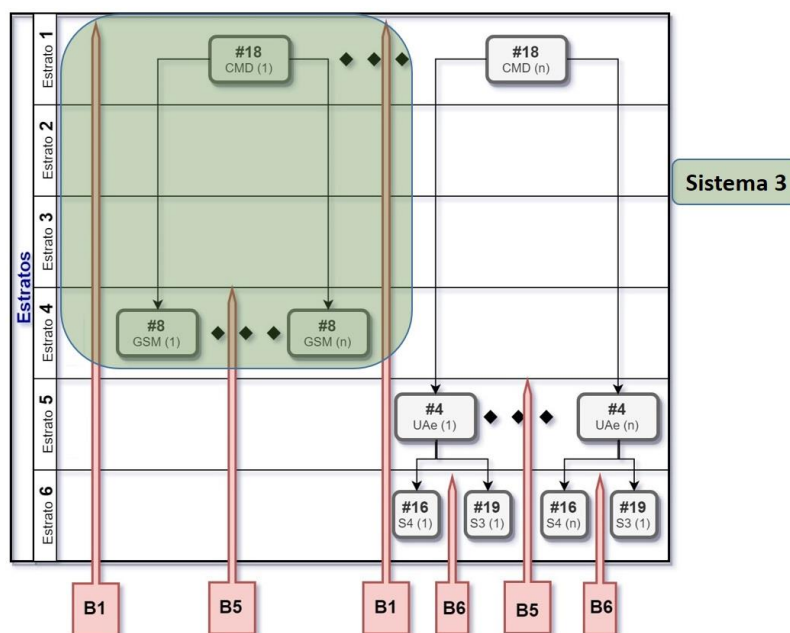 Estratos
Estrato 1
Estrato 2
Estrato 3
Estrato 4
Estrato 5
Estrato 6
#18
CMD (1)
#18
CMD (n)
Sistema 3
#8
GSM (1)
#8
GSM (n)
#4
UAe (1)
#4
UAe (n)
#16
S4 (1)
#19
S3 (1)
#16
S4 (n)
#19
S3 (1)
B1
B5
B1
B6
B5
B6